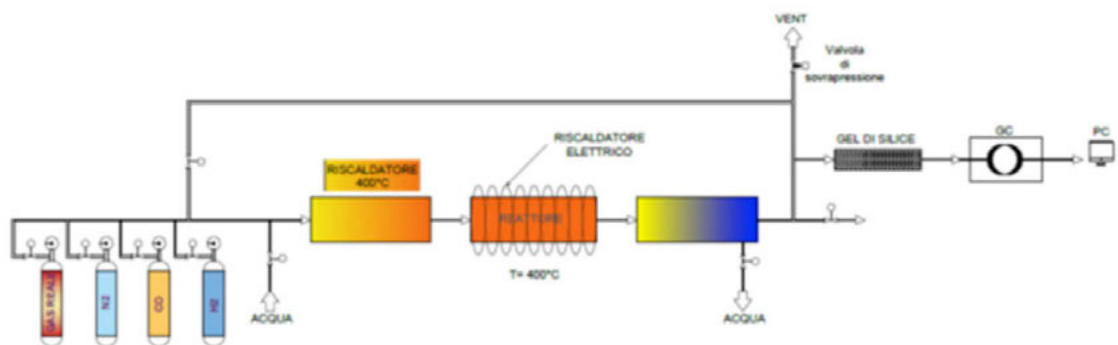 VENT
Valvola
di
sovrapressione
RISCALDATORE
ELETTRICO
GEL DI SILICE
GC
PC
RISCALDATORE
400°C
REATTORE
T= 400°C
GAS REALE
N2
CO
H2
ACQUA
ACQUA